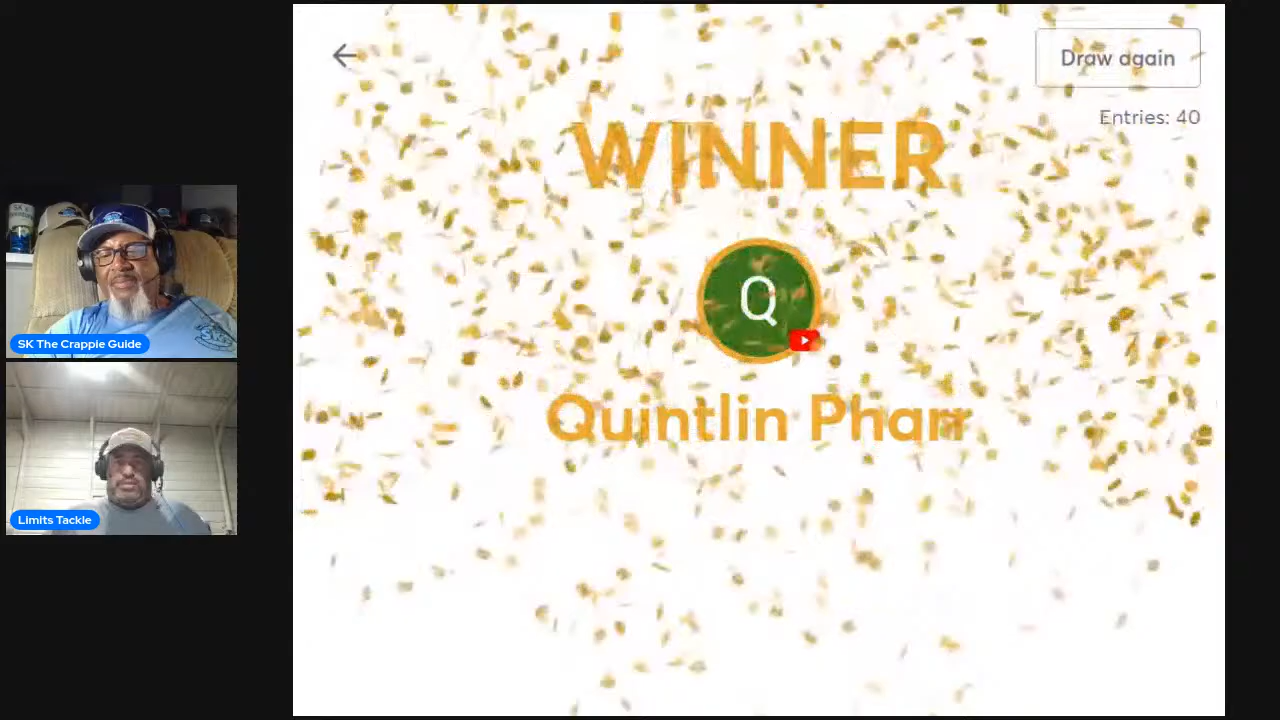 Draw again
Entries: 40
WINNER
Q
Quintlin Pharr
SK The Crappie Guide
Limits Tackle